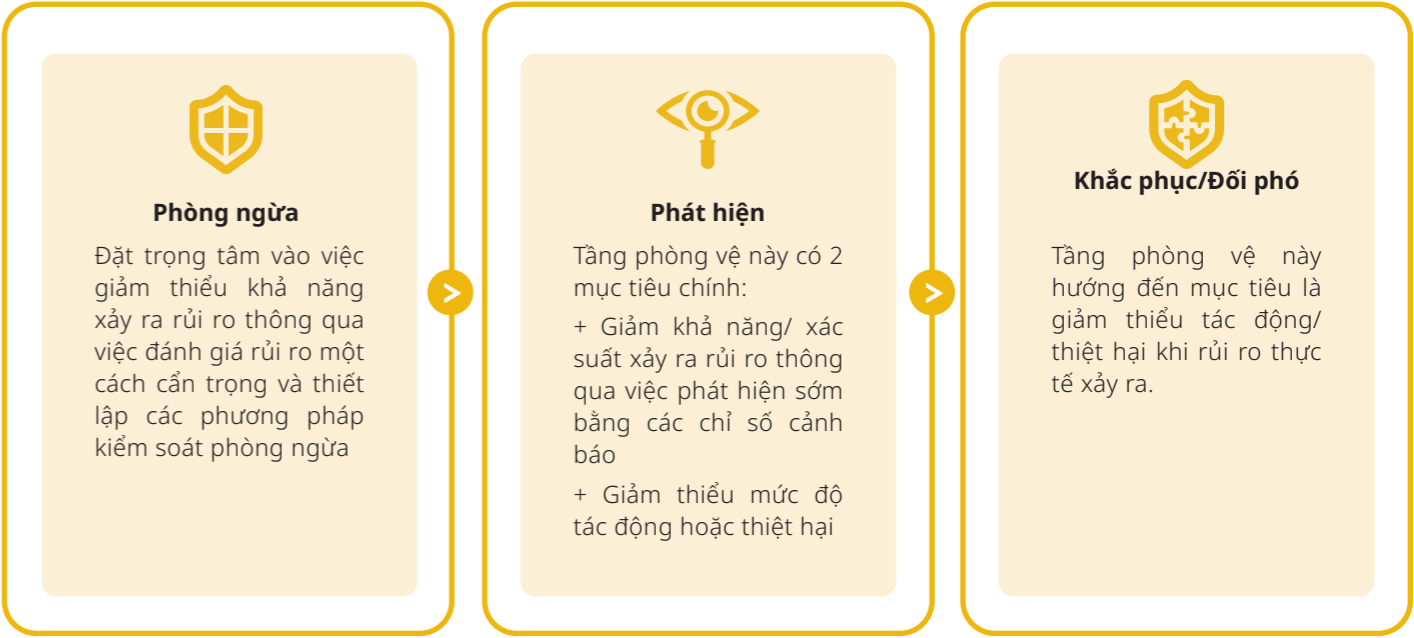 Phòng ngừa
Đặt trọng tâm vào việc
giảm thiểu khả năng
xảy ra rủi ro thông qua
việc đánh giá rủi ro một
cách cẩn trọng và thiết
lập các phương pháp
kiểm soát phòng ngừa
Phát hiện
Tầng phòng vệ này có 2
mục tiêu chính:
+ Giảm khả năng/ xác
suất xảy ra rủi ro thông
qua việc phát hiện sớm
bằng các chỉ số cảnh
báo
+ Giảm thiểu mức độ
tác động hoặc thiệt hại
Khắc phục/Đối phó
Tầng phòng vệ này
hướng đến mục tiêu là
giảm thiểu tác động/
thiệt hại khi rủi ro thực
tế xảy ra.